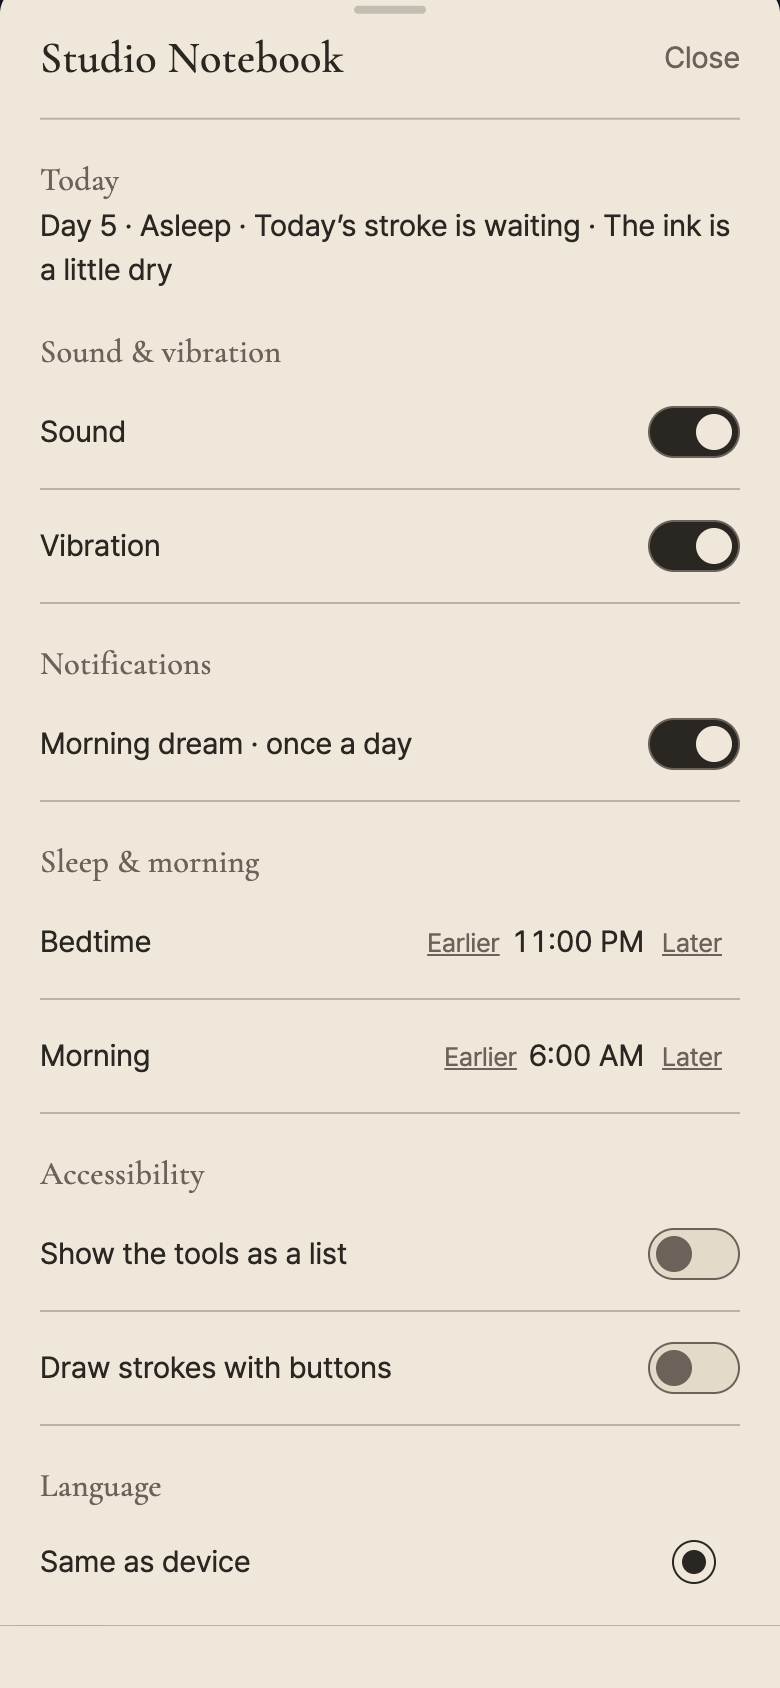 Studio Notebook
Close
Today
Day 5 · Asleep · Today’s stroke is waiting · The ink is
a little dry
Sound & vibration
Sound
Vibration
Notifications
Morning dream · once a day
Sleep & morning
Bedtime Earlier 11:00 PM Later
Morning Earlier 6:00 AM Later
Accessibility
Show the tools as a list
Draw strokes with buttons
Language
Same as device